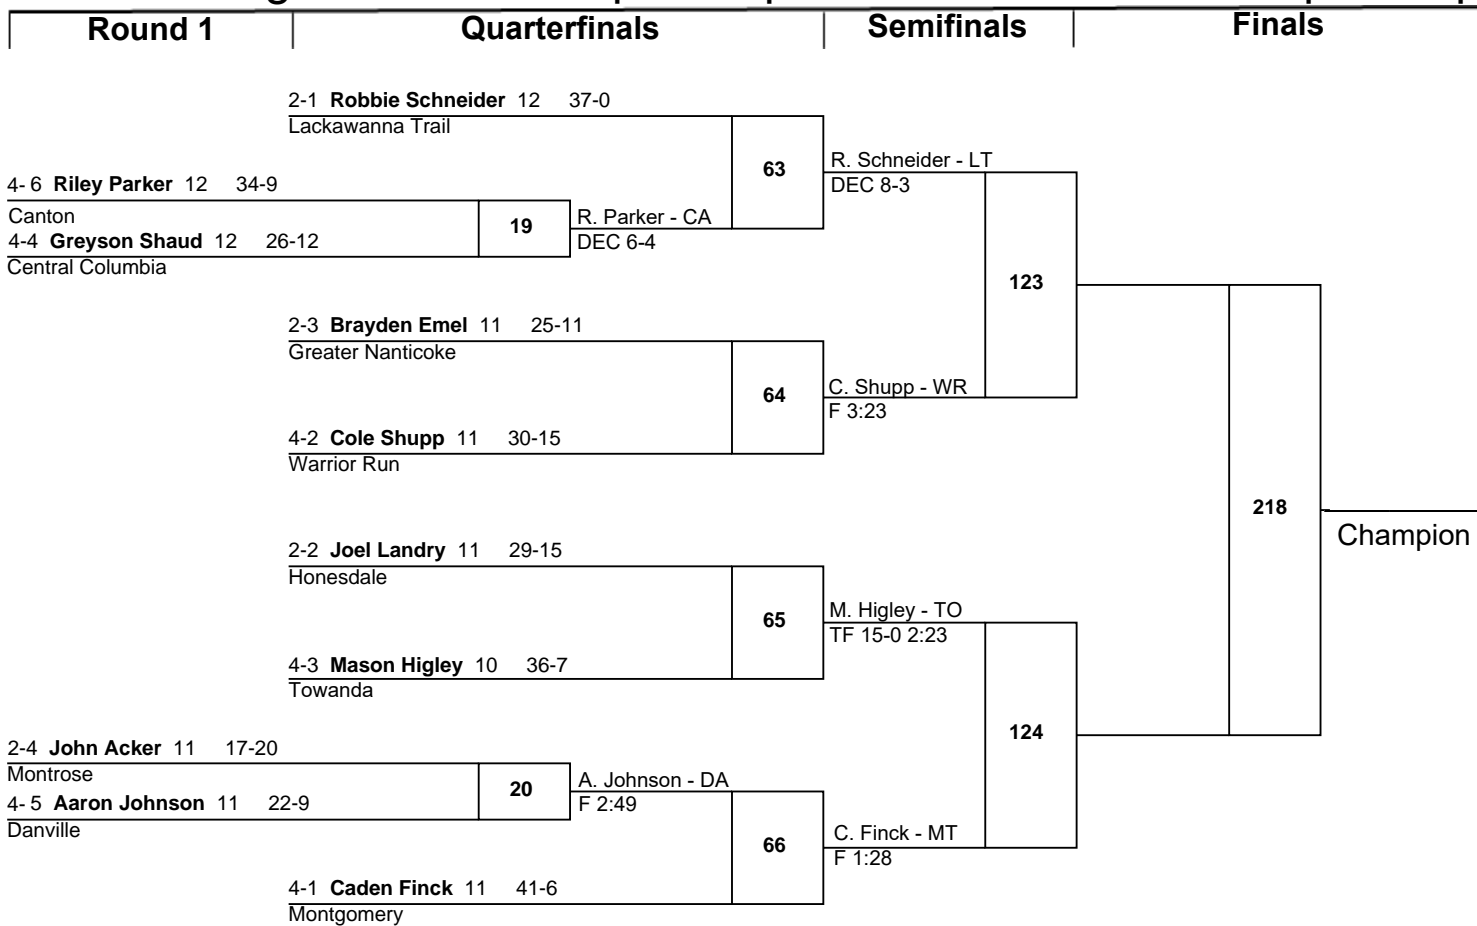 Round 1 Quarterfinals Semifinals Finals
2-1 Robbie Schneider 12 37-0
Lackawanna Trail
63
R. Schneider - LT
DEC 8-3
4- 6 Riley Parker 12 34-9
Canton
19
R. Parker - CA
DEC 6-4
4-4 Greyson Shaud 12 26-12
Central Columbia
123
2-3 Brayden Emel 11 25-11
Greater Nanticoke
64
C. Shupp - WR
F 3:23
4-2 Cole Shupp 11 30-15
Warrior Run
218
Champion
2-2 Joel Landry 11 29-15
Honesdale
65
M. Higley - TO
TF 15-0 2:23
4-3 Mason Higley 10 36-7
Towanda
124
2-4 John Acker 11 17-20
Montrose
20
A. Johnson - DA
F 2:49
4- 5 Aaron Johnson 11 22-9
Danville
66
C. Finck - MT
F 1:28
4-1 Caden Finck 11 41-6
Montgomery